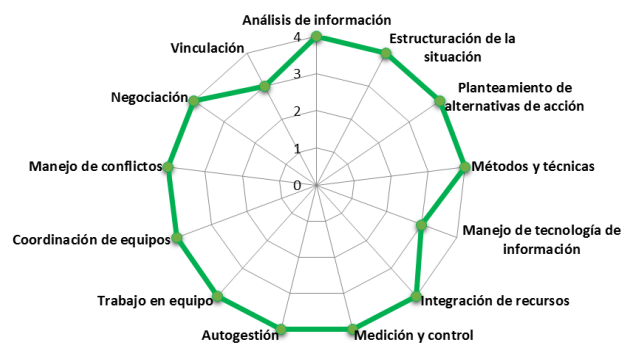 Análisis de información
Estructuración de la
situación
Planteamiento de
alternativas de acción
Métodos y técnicas
Manejo de tecnología de
información
Integración de recursos
Medición y control
Autogestión
Trabajo en equipo
Coordinación de equipos
Manejo de conflictos
Negociación
Vinculación
4
3
2
1
0